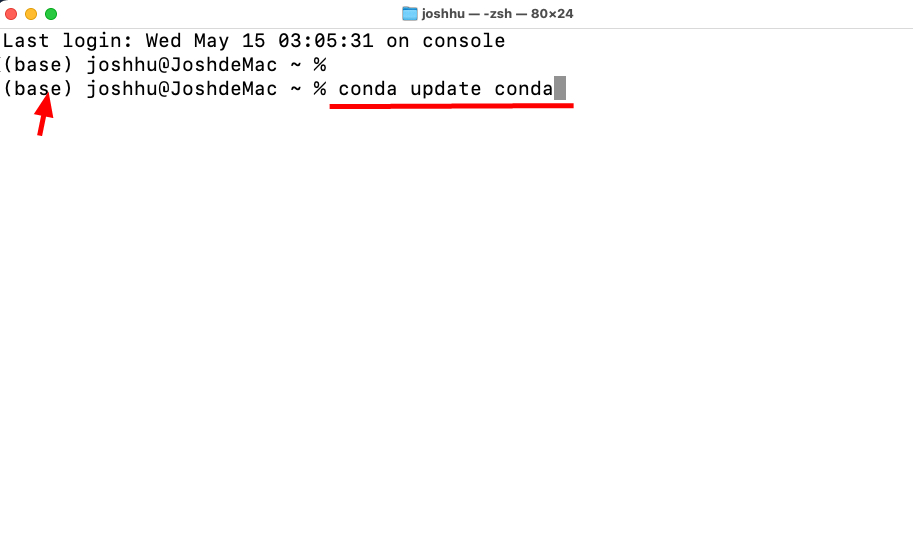 joshhu — -zsh — 80×24
Last login: Wed May 15 03:05:31 on console
(base) joshhu@JoshdeMac ~ %
(base) joshhu@JoshdeMac ~ % conda update conda